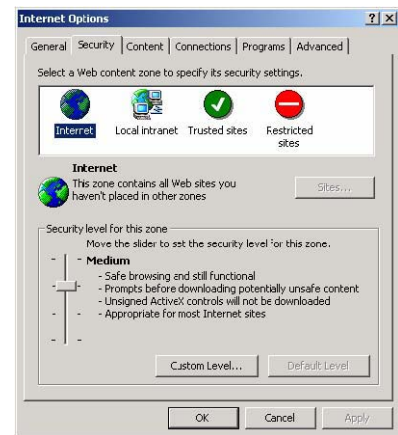 Internet Options
General Security Content Connections Programs Advanced
Select a Web content zone to specify its security settings.
Internet Local intranet Trusted sites Restricted sites
Internet
This zone contains all Web sites you
haven't placed in other zones
Sites...
Security level for this zone
Move the slider to set the security level for this zone.
Medium
- Safe browsing and still functional
- Prompts before downloading potentially unsafe content
- Unsigned ActiveX controls will not be downloaded
- Appropriate for most Internet sites
Custom Level... Default Level
OK Cancel Apply